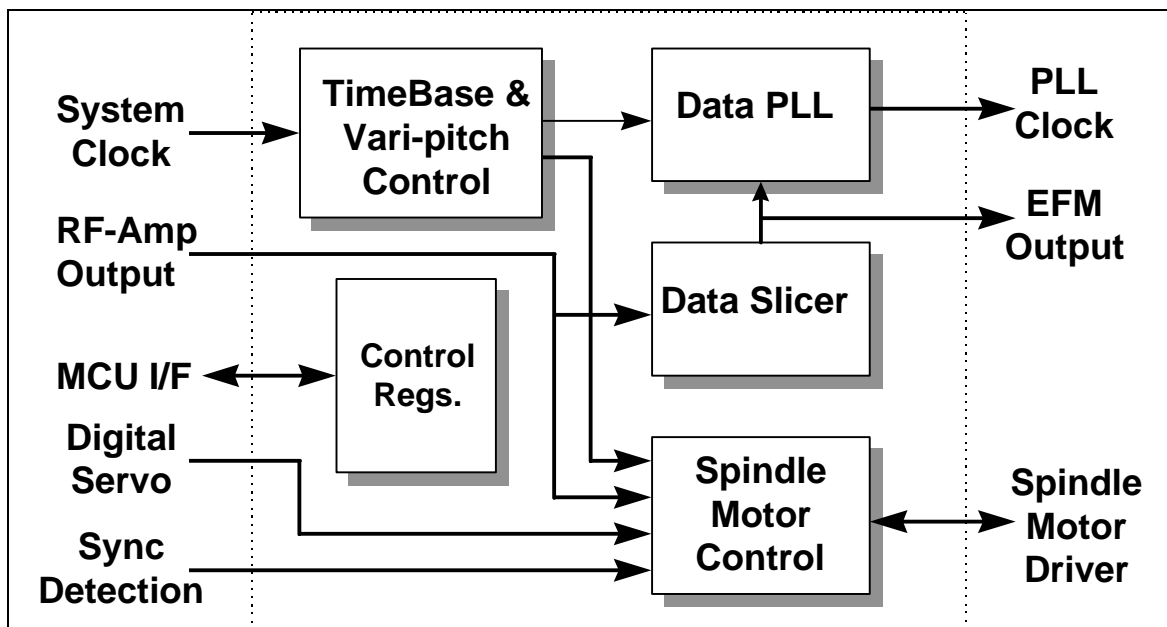 System
Clock
RF-Amp
Output
MCU I/F
Digital
Servo
Sync
Detection
TimeBase &
Vari-pitch
Control
Control
Regs.
Data PLL
Data Slicer
Spindle
Motor
Control
PLL
Clock
EFM
Output
Spindle
Motor
Driver